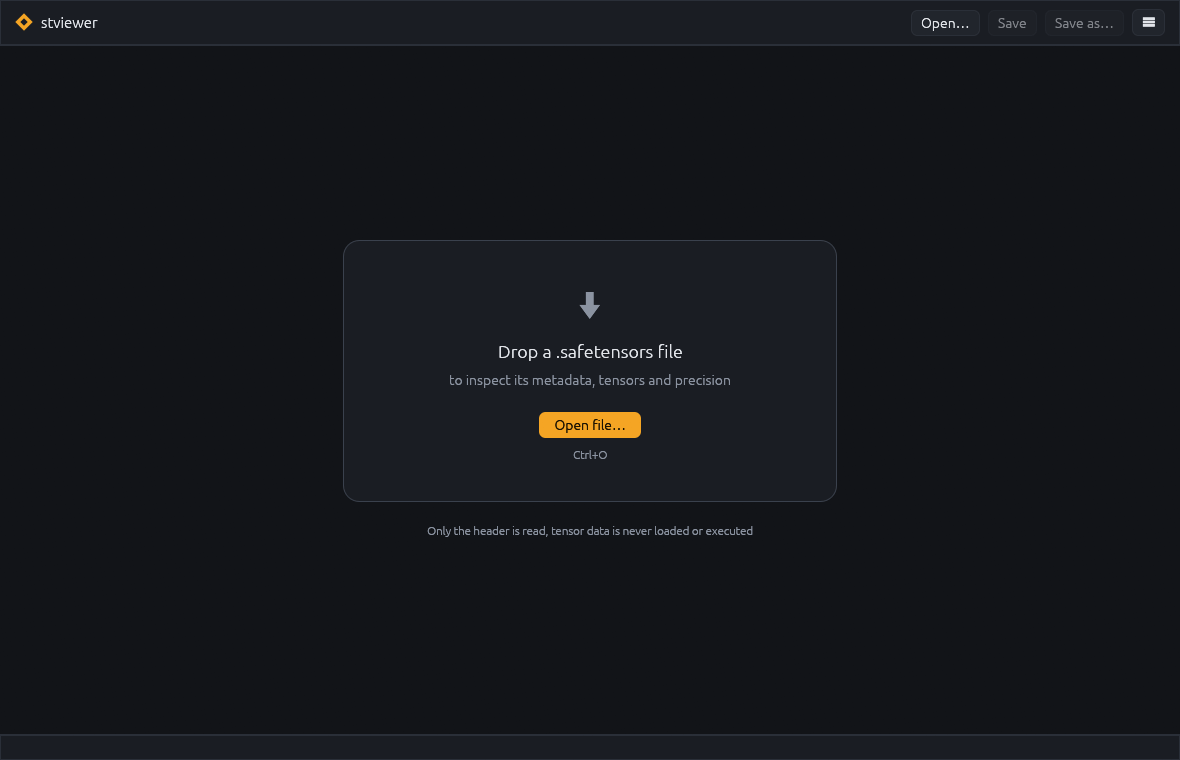 stviewer
Open…
Save
Save as…
Drop a .safetensors file
to inspect its metadata, tensors and precision
Open file…
Ctrl+O
Only the header is read, tensor data is never loaded or executed